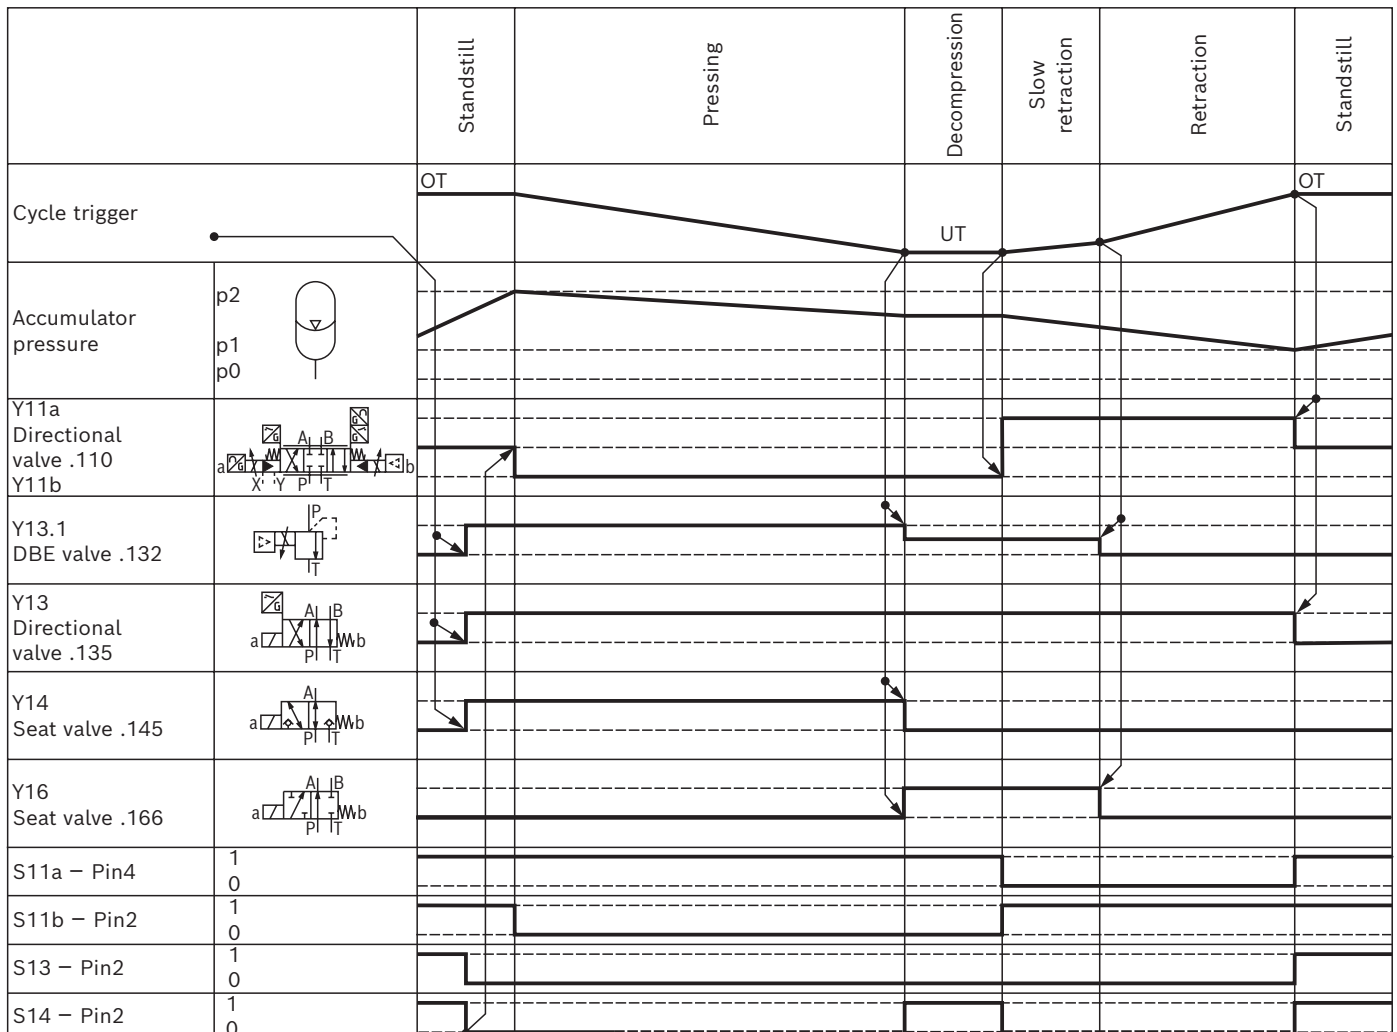 Standstill
Pressing
Decompression
Slow
retraction
Retraction
Standstill
Cycle trigger
OT
UT
OT
Accumulator
pressure
p2
p1
p0
Y11a
Directional
valve .110
Y11b
A B
a b
X Y P T
G
G
G
G
Y13.1
DBE valve .132
P
T
Y13
Directional
valve .135
G
A B
a b
P T
Y14
Seat valve .145
A
a b
P T
Y16
Seat valve .166
A B
a b
P T
S11a – Pin4
1
0
S11b – Pin2
1
0
S13 – Pin2
1
0
S14 – Pin2
1
0